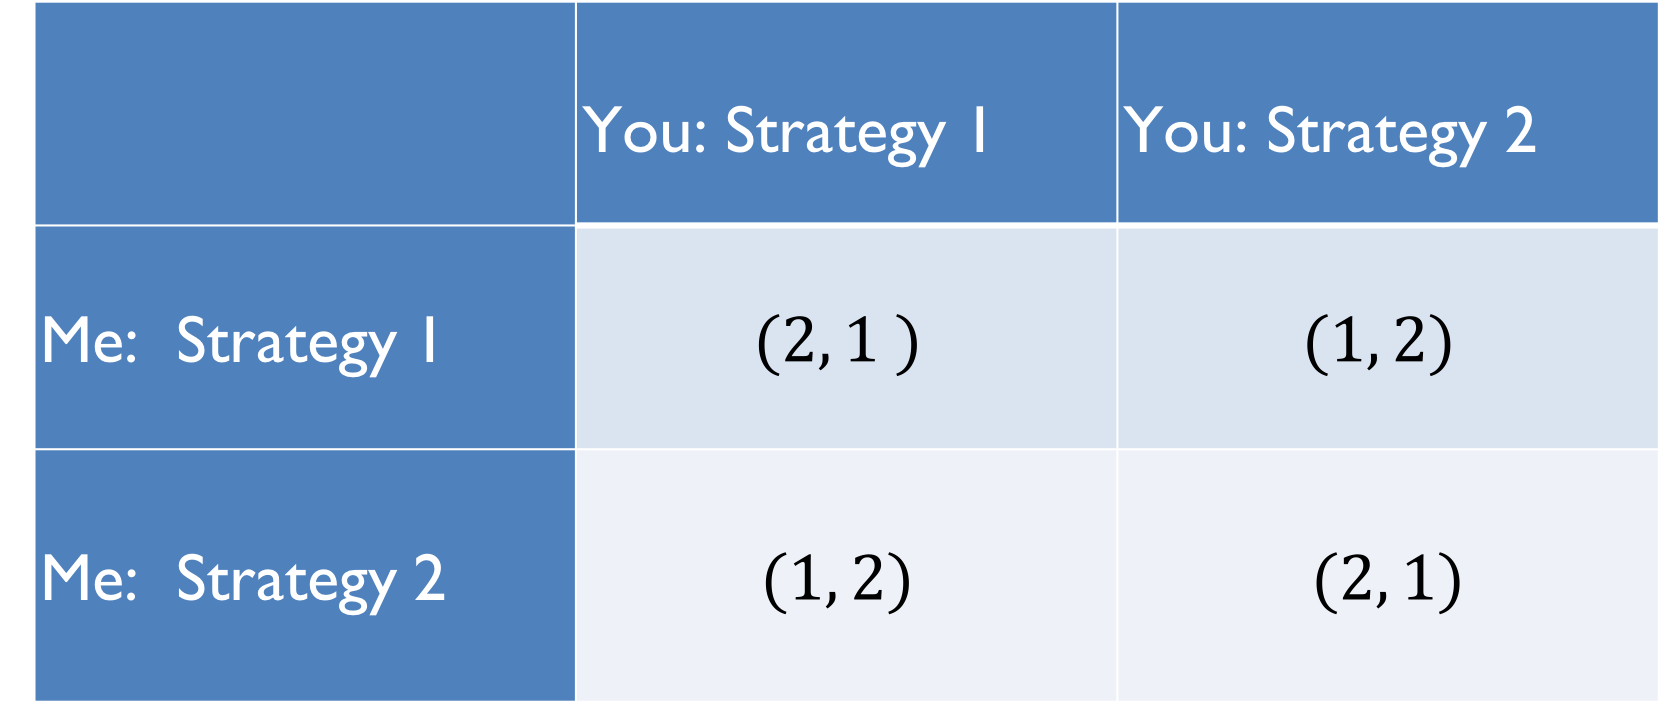 You: Strategy 1 You: Strategy 2
Me: Strategy 1 (2, 1 ) (1, 2)
Me: Strategy 2 (1, 2) (2, 1)